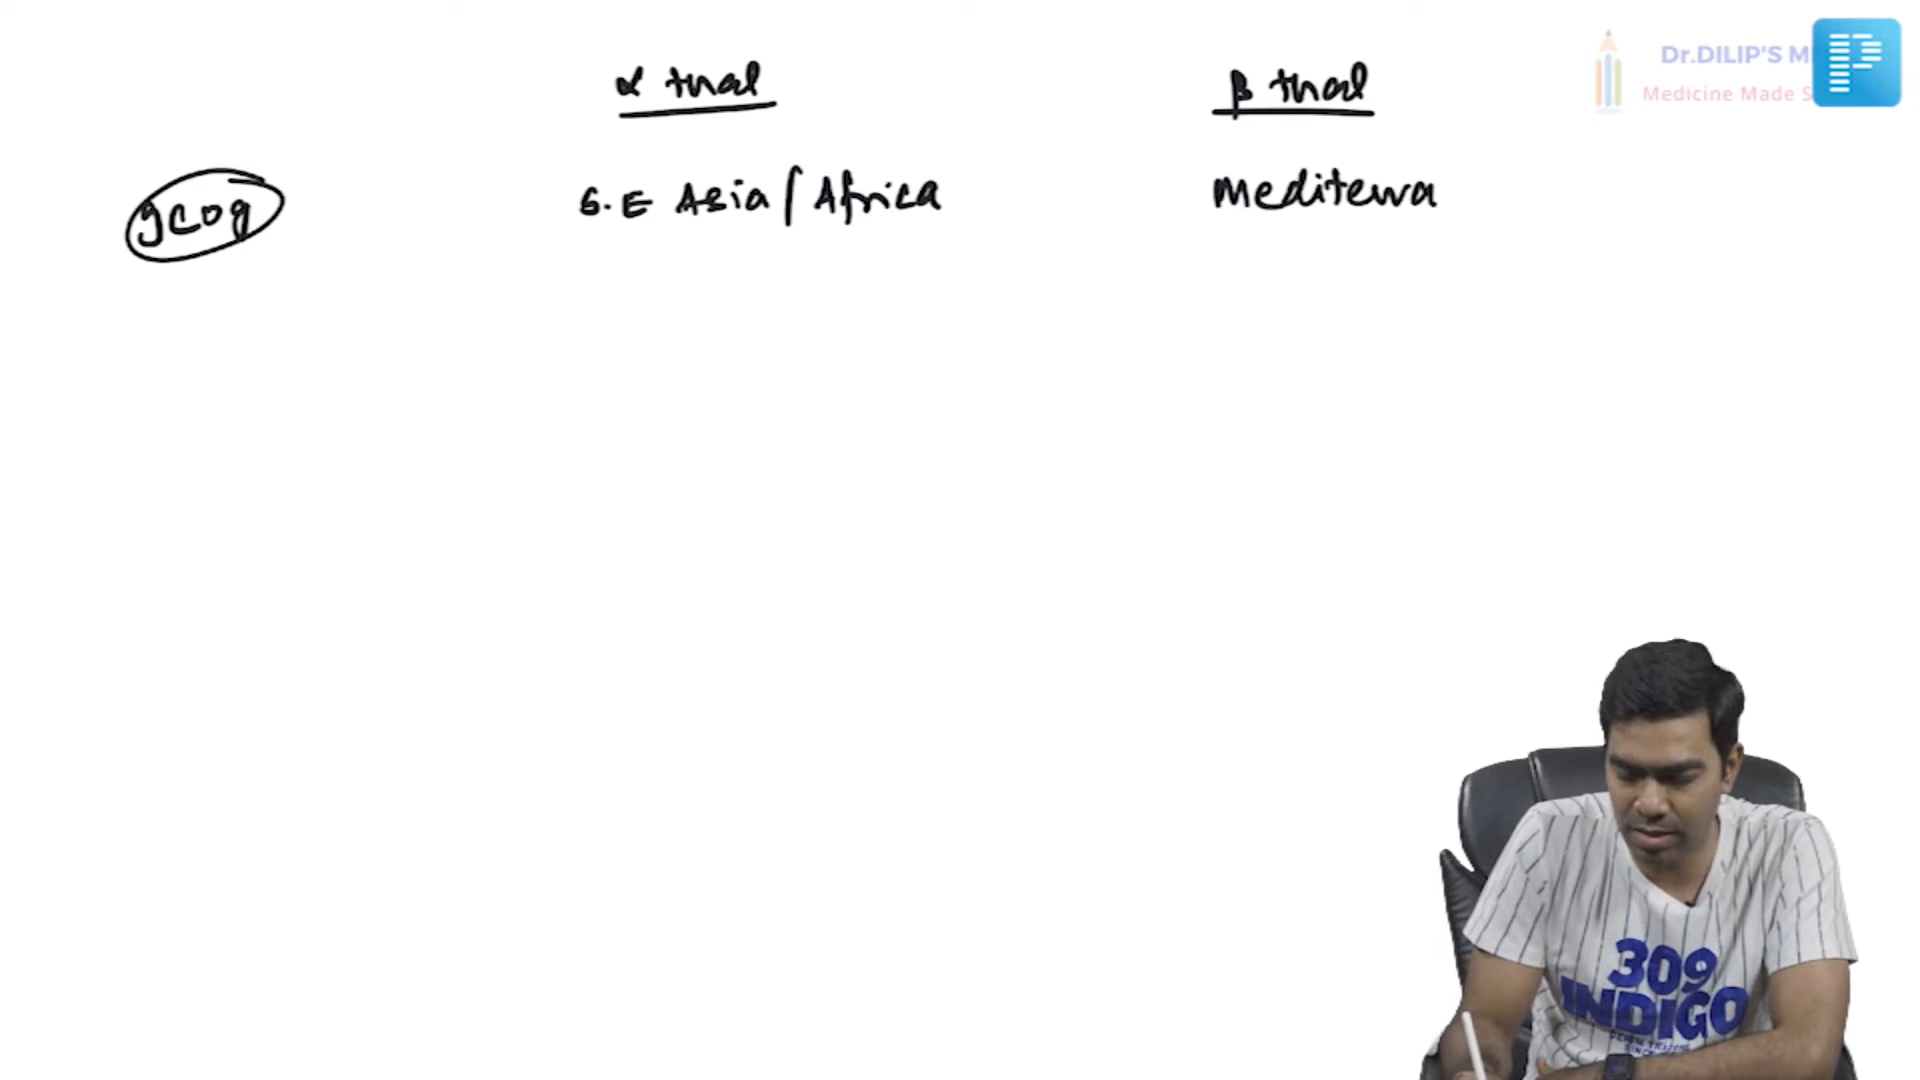 α thal
β thal
Dr.DILIP'S M
Medicine Made S
geog
S.E Asia / Africa
Mediterra
309
INDIGO